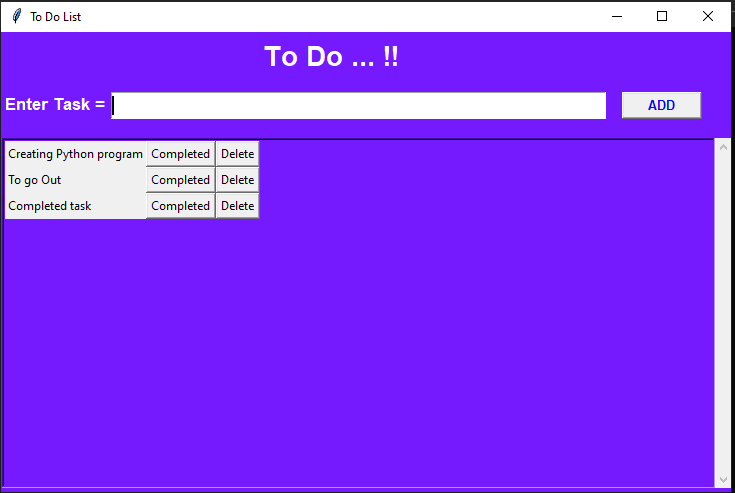 To Do List
To Do ... !!
Enter Task = ADD
Creating Python program Completed Delete
To go Out Completed Delete
Completed task Completed Delete